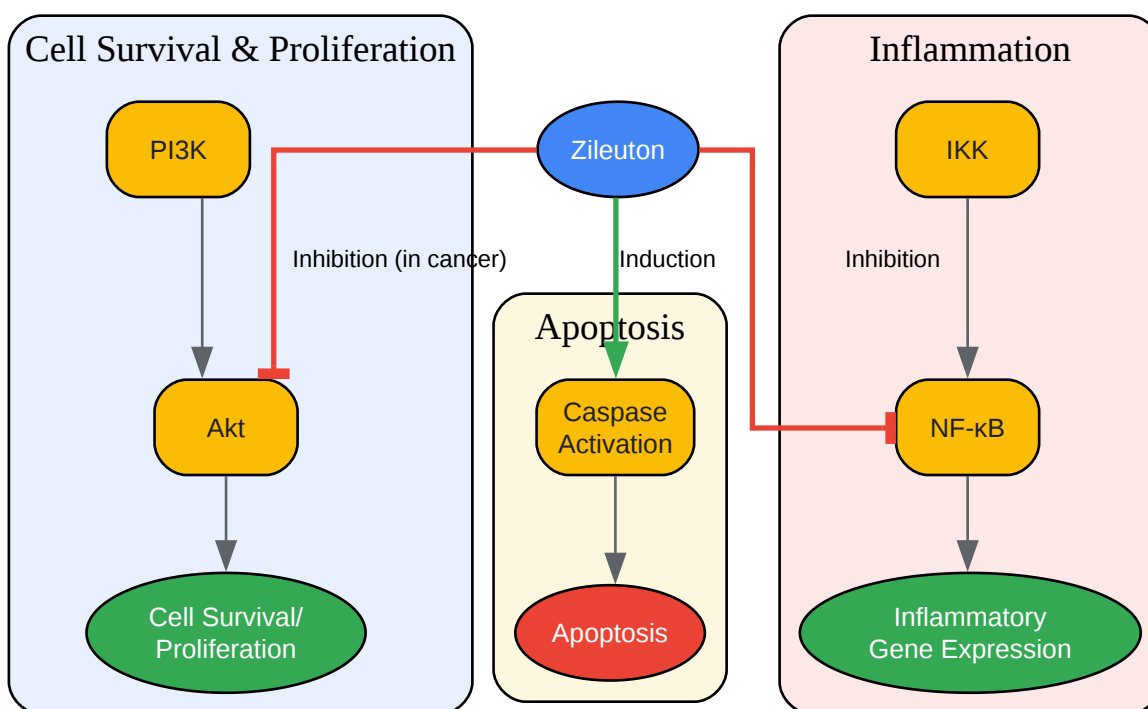 Cell Survival & Proliferation
Inflammation
PI3K
Zileuton
IKK
Inhibition (in cancer)
Induction
Inhibition
Apoptosis
Akt
Caspase
Activation
NF-κB
Cell Survival/
Proliferation
Apoptosis
Inflammatory
Gene Expression